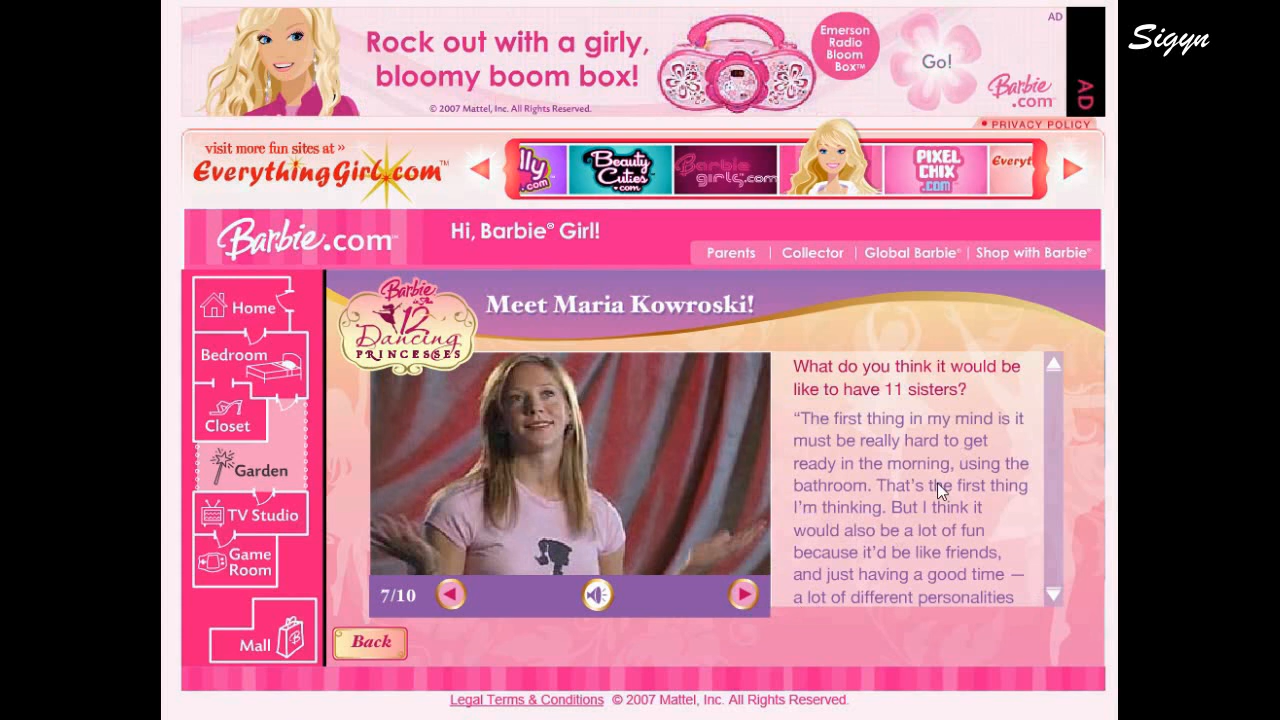 Sigyn
AD
Rock out with a girly,
bloomy boom box!
© 2007 Mattel, Inc. All Rights Reserved.
Emerson
Radio
Bloom
Box™
Go!
Barbie
.com™
AD
PRIVACY POLICY
visit more fun sites at »
EverythingGirl.com™
lly
.com
Beauty
Cuties
.com
Barbie
girls.com
PIXEL
CHIX
.com
Everyt
Barbie.com™
Hi, Barbie® Girl!
Parents | Collector | Global Barbie® | Shop with Barbie®
Home
Bedroom
Closet
Garden
TV Studio
Game
Room
Mall
B
Barbie
in The
12
Dancing
PRINCESSES
Meet Maria Kowroski!
What do you think it would be
like to have 11 sisters?
“The first thing in my mind is it
must be really hard to get
ready in the morning, using the
bathroom. That’s the first thing
I’m thinking. But I think it
would also be a lot of fun
because it’d be like friends,
and just having a good time —
a lot of different personalities
7/10
Back
Legal Terms & Conditions © 2007 Mattel, Inc. All Rights Reserved.